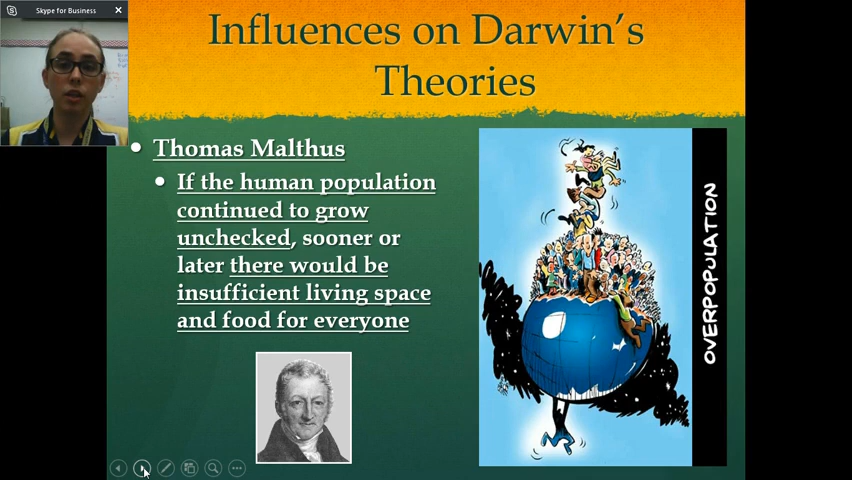 Skype for Business
Influences on Darwin's
Theories
Thomas Malthus
If the human population
continued to grow
unchecked, sooner or
later there would be
insufficient living space
and food for everyone
OVERPOPULATION